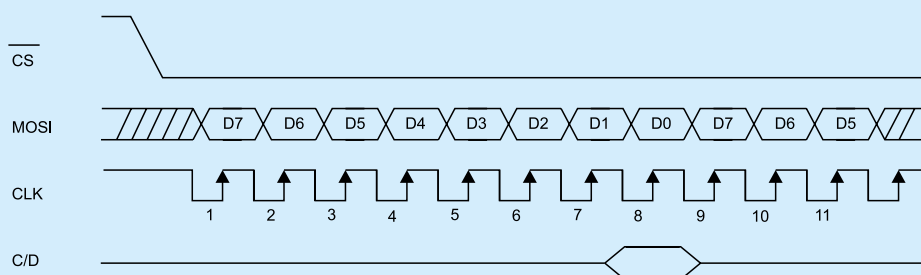 CS
MOSI D7 D6 D5 D4 D3 D2 D1 D0 D7 D6 D5
CLK
1 2 3 4 5 6 7 8 9 10 11
C/D